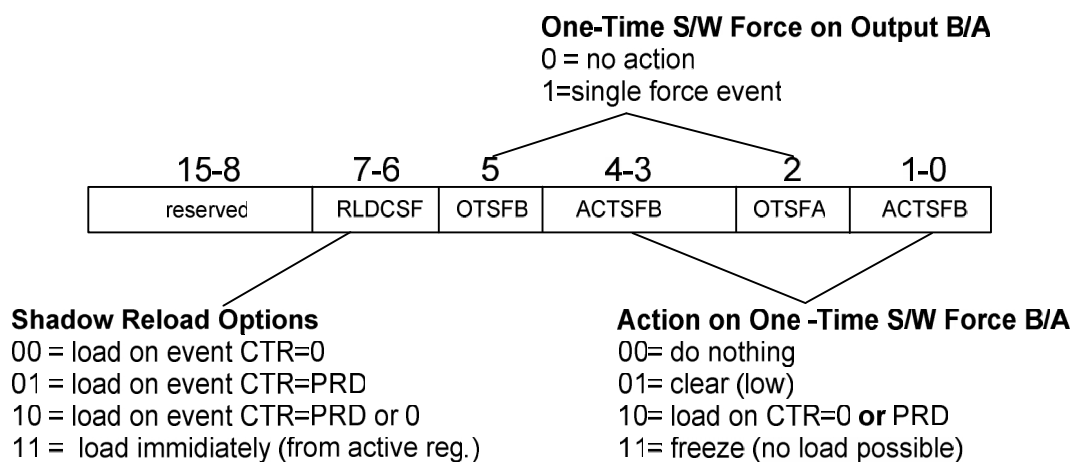 One-Time S/W Force on Output B/A
0 = no action
1=single force event
15-8 7-6 5 4-3 2 1-0
reserved RLDCSF OTSFB ACTSFB OTSFA ACTSFB
Shadow Reload Options
00 = load on event CTR=0
01 = load on event CTR=PRD
10 = load on event CTR=PRD or 0
11 = load immidiately (from active reg.)
Action on One -Time S/W Force B/A
00= do nothing
01= clear (low)
10= load on CTR=0 or PRD
11= freeze (no load possible)